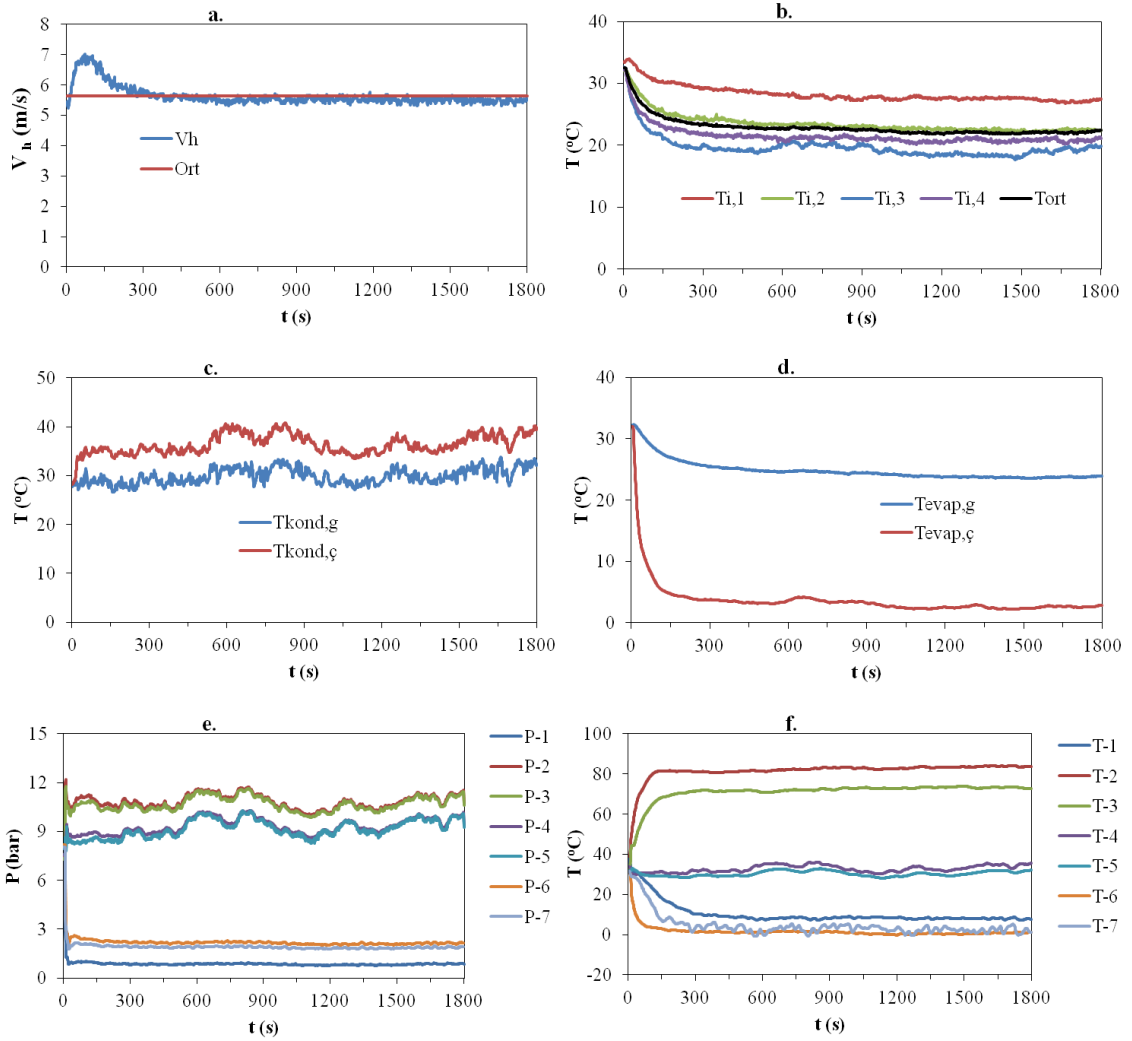 a.
8
7
6
5
4
3
2
1
0
V h (m/s)
Vh
Ort
0 300 600 900 1200 1500 1800
t (s)
b.
40
30
20
10
0
T (°C)
Ti,1 Ti,2 Ti,3 Ti,4 Tort
0 300 600 900 1200 1500 1800
t (s)
c.
50
40
30
20
10
0
T (°C)
Tkond,g
Tkond,ç
0 300 600 900 1200 1500 1800
t (s)
d.
40
30
20
10
0
T (°C)
Tevap,g
Tevap,ç
0 300 600 900 1200 1500 1800
t (s)
e.
15
12
9
6
3
0
P (bar)
P-1
P-2
P-3
P-4
P-5
P-6
P-7
0 300 600 900 1200 1500 1800
t (s)
f.
100
80
60
40
20
0
-20
T (°C)
T-1
T-2
T-3
T-4
T-5
T-6
T-7
0 300 600 900 1200 1500 1800
t (s)